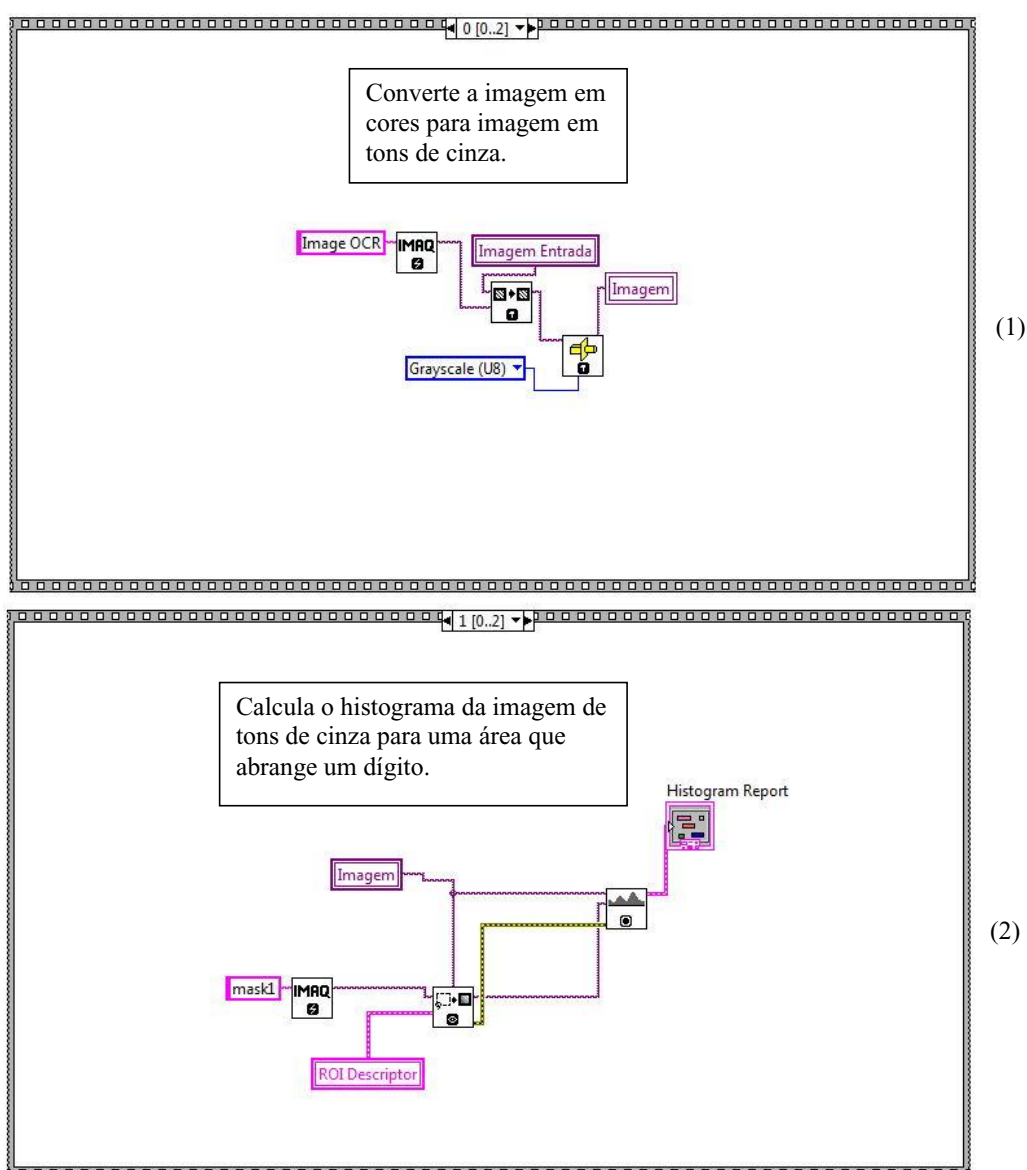 0 [0..2]
Converte a imagem em
cores para imagem em
tons de cinza.
Image OCR
IMAQ
Imagem Entrada
Imagem
Grayscale (U8)
(1)
1 [0..2]
Calcula o histograma da imagem de
tons de cinza para uma área que
abrange um dígito.
Histogram Report
Imagem
mask1
IMAQ
ROI Descriptor
(2)